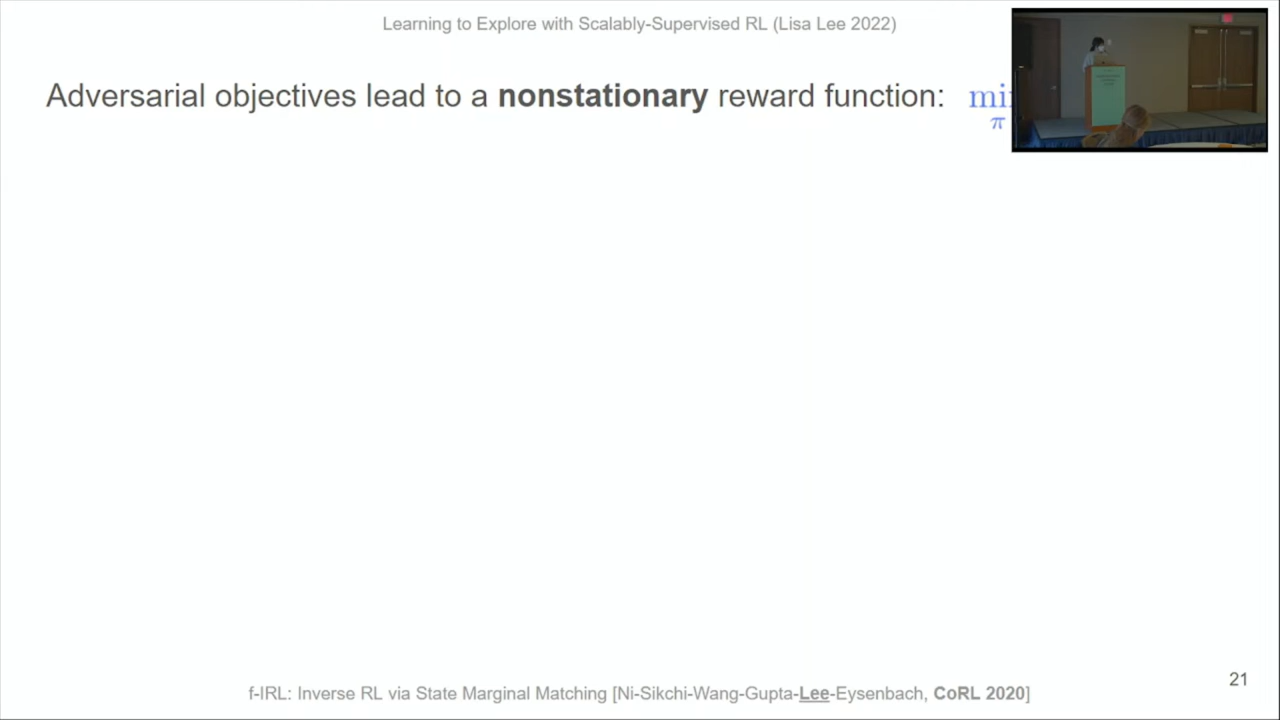 Learning to Explore with Scalably-Supervised RL (Lisa Lee 2022)
Adversarial objectives lead to a nonstationary reward function:
π
f-IRL: Inverse RL via State Marginal Matching [Ni-Sikchi-Wang-Gupta-Lee-Eysenbach, CoRL 2020]
21